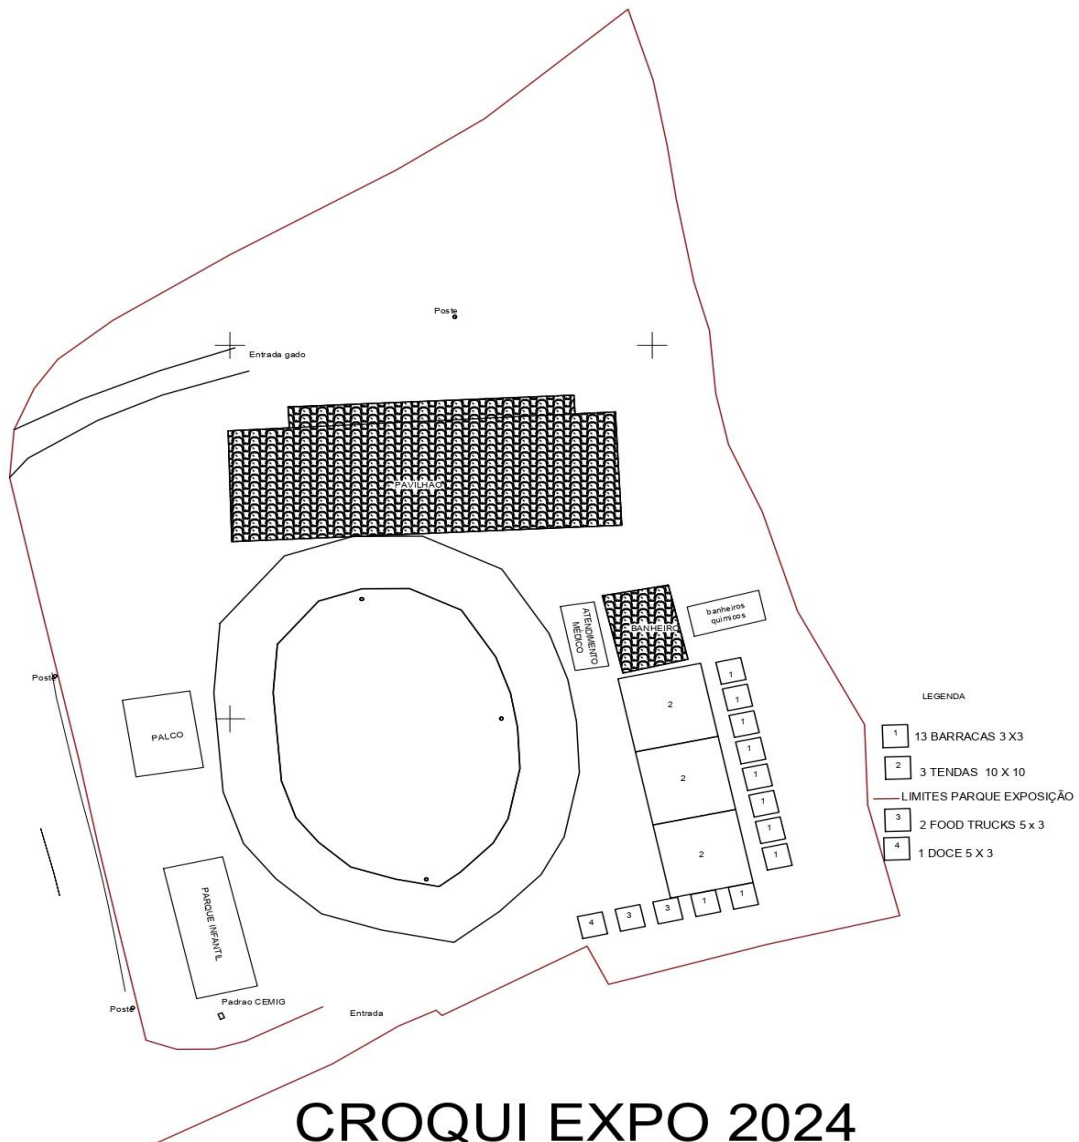 Poste
Entrada gado
PAVILHAO
ATENDIMENTO
MÉDICO
BANHEIRO
banheiros
quimicos
Poste
PALCO
2
2
2
1
1
1
1
1
1
1
1
LEGENDA
1 13 BARRACAS 3 X3
2 3 TENDAS 10 X 10
LIMITES PARQUE EXPOSIÇÃO
3 2 FOOD TRUCKS 5 x 3
4 1 DOCE 5 X 3
PARQUE INFANTIL
4 3 3 1 1
Padrao CEMIG
Poste
Entrada
CROQUI EXPO 2024